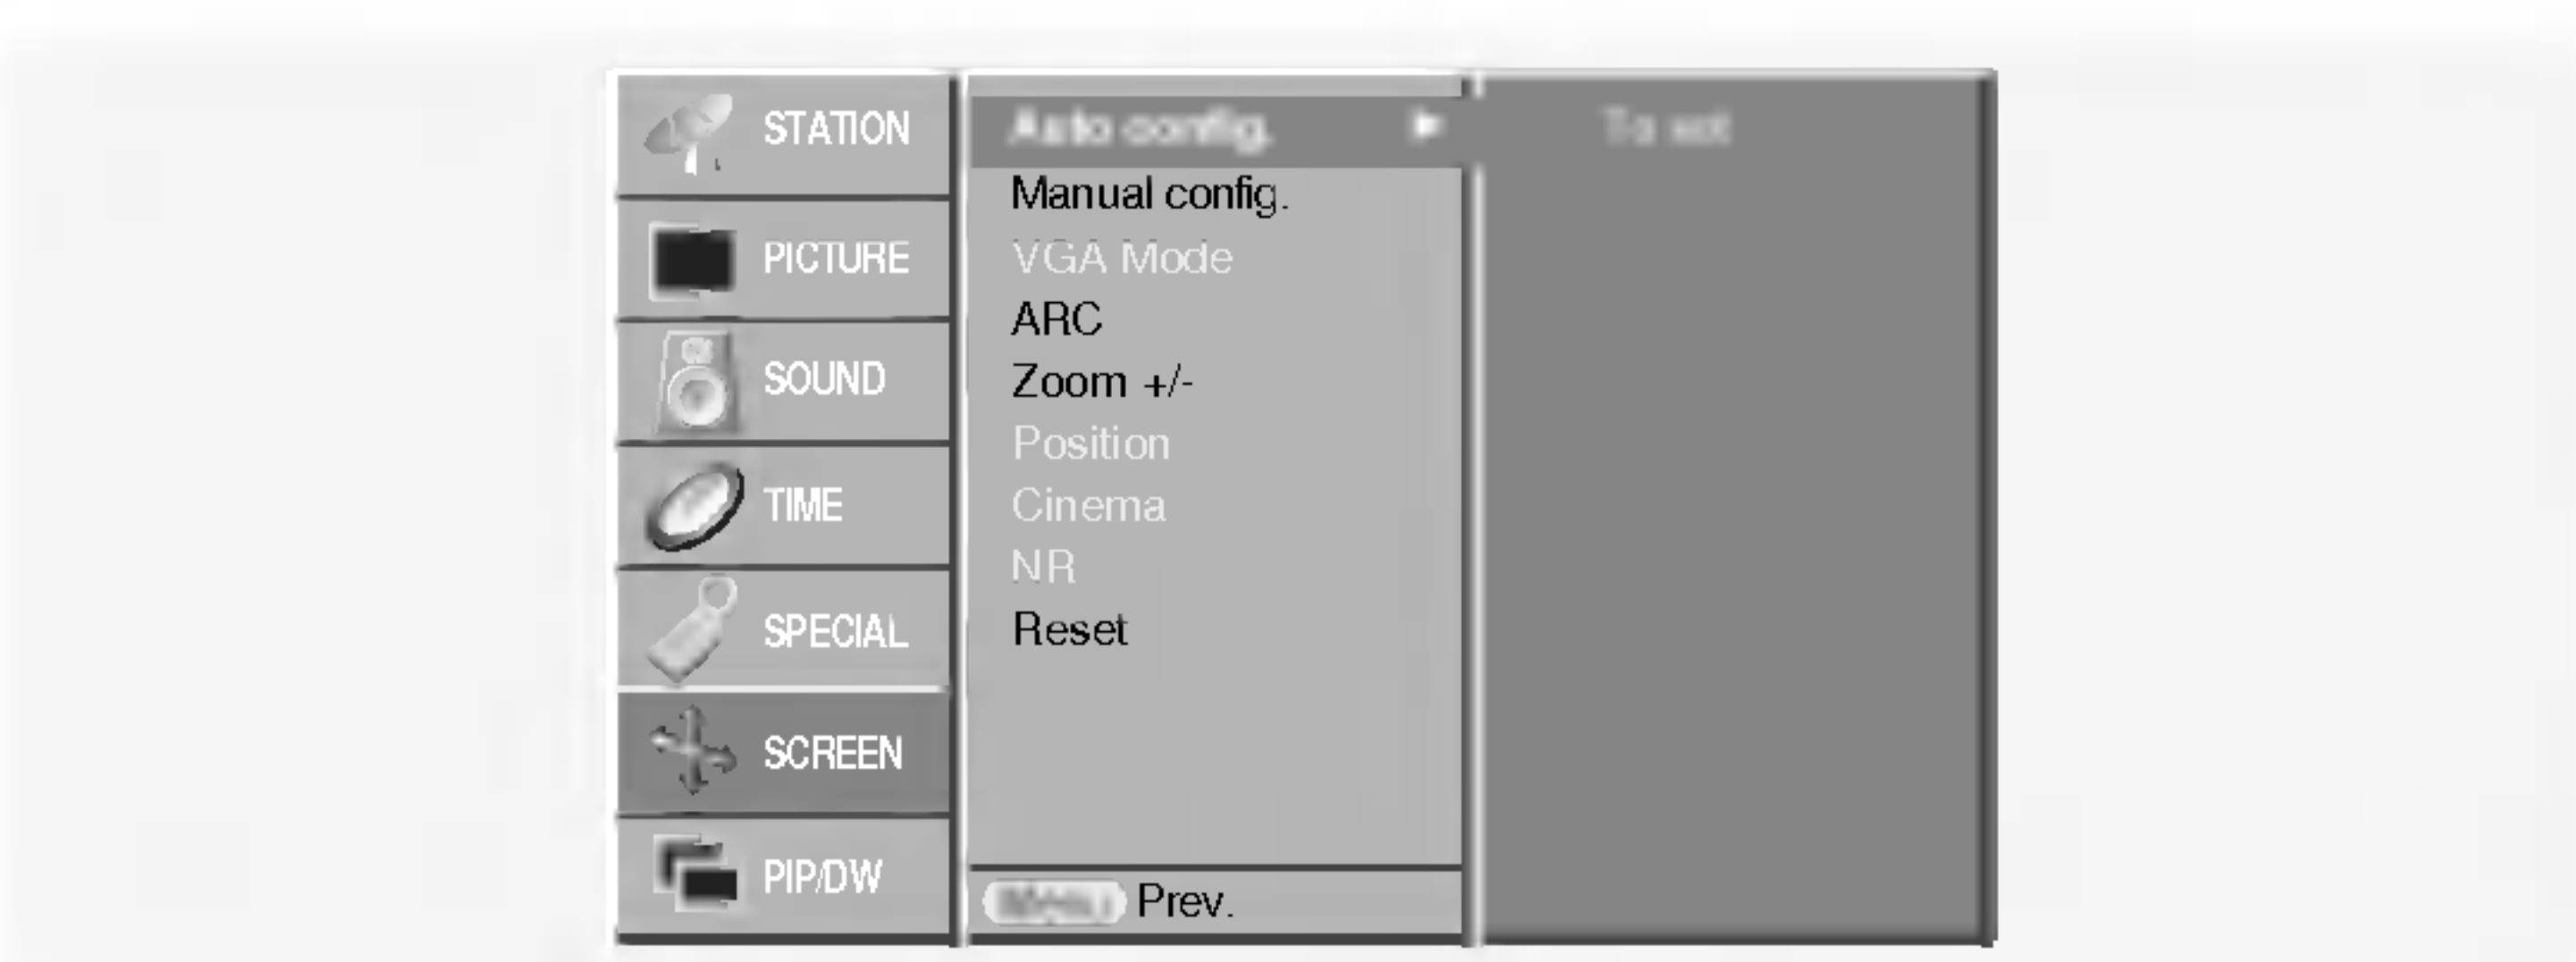 STATION
PICTURE
SOUND
TIME
SPECIAL
SCREEN
PIP/DW
Auto config.
Manual config.
VGA Mode
ARC
Zoom +/-
Position
Cinema
NR
Reset
Menu Prev.
To set